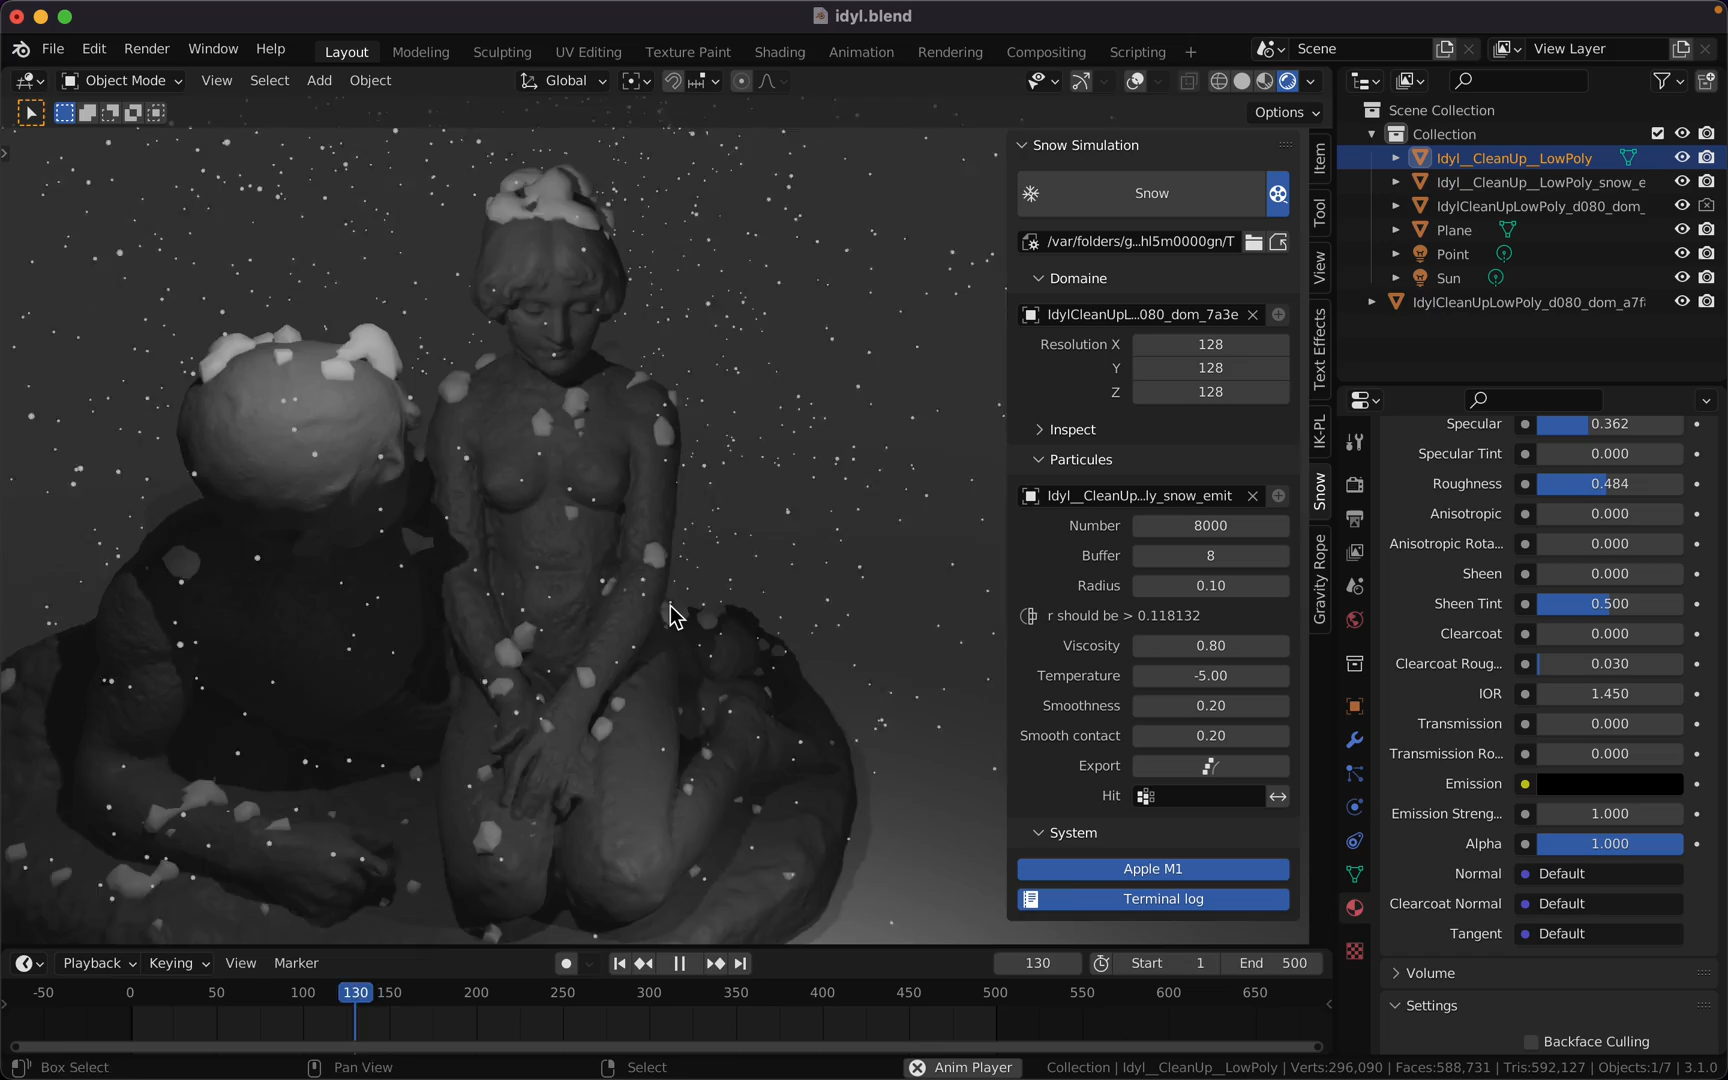 idyl.blend
File Edit Render Window Help
Layout Modeling Sculpting UV Editing Texture Paint Shading Animation Rendering Compositing Scripting +
Scene
View Layer
Object Mode View Select Add Object
Global
Options
Snow Simulation
Snow
/var/folders/g...hl5m0000gn/T
Domaine
IdylCleanUpL...080_dom_7a3e
Resolution X 128
Y 128
Z 128
Inspect
Particules
Idyl__CleanUp...ly_snow_emit
Number 8000
Buffer 8
Radius 0.10
r should be > 0.118132
Viscosity 0.80
Temperature -5.00
Smoothness 0.20
Smooth contact 0.20
Export
Hit
System
Apple M1
Terminal log
Item
Tool
View
Text Effects
IK-PL
Snow
Gravity Rope
Scene Collection
Collection
Idyl__CleanUp__LowPoly
Idyl__CleanUp__LowPoly_snow_e
IdylCleanUpLowPoly_d080_dom_
Plane
Point
Sun
IdylCleanUpLowPoly_d080_dom_a7f
Specular 0.362
Specular Tint 0.000
Roughness 0.484
Anisotropic 0.000
Anisotropic Rota... 0.000
Sheen 0.000
Sheen Tint 0.500
Clearcoat 0.000
Clearcoat Roug... 0.030
IOR 1.450
Transmission 0.000
Transmission Ro... 0.000
Emission
Emission Streng... 1.000
Alpha 1.000
Normal Default
Clearcoat Normal Default
Tangent Default
Volume
Settings
Backface Culling
Playback Keying View Marker
130 Start 1 End 500
-50 0 50 100 130 150 200 250 300 350 400 450 500 550 600 650
Box Select Pan View Select Anim Player Collection | Idyl__CleanUp__LowPoly | Verts:296,090 | Faces:588,731 | Tris:592,127 | Objects:1/7 | 3.1.0